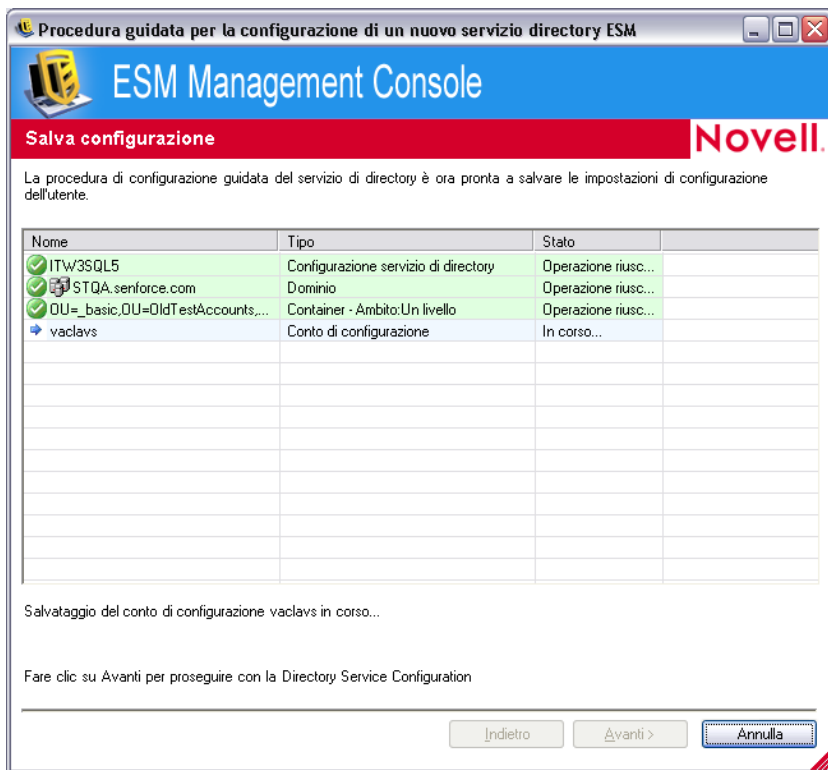 Procedura guidata per la configurazione di un nuovo servizio directory ESM
ESM Management Console
Salva configurazione
Novell.
La procedura di configurazione guidata del servizio di directory è ora pronta a salvare le impostazioni di configurazione
dell'utente.
Nome Tipo Stato
ITW3SQL5 Configurazione servizio di directory Operazione riusc...
STQA.senforce.com Dominio Operazione riusc...
OU=_basic,OU=OldTestAccounts,... Container - Ambito:Un livello Operazione riusc...
vaclavs Conto di configurazione In corso...
Salvataggio del conto di configurazione vaclavs in corso...
Fare clic su Avanti per proseguire con la Directory Service Configuration
Indietro Avanti > Annulla